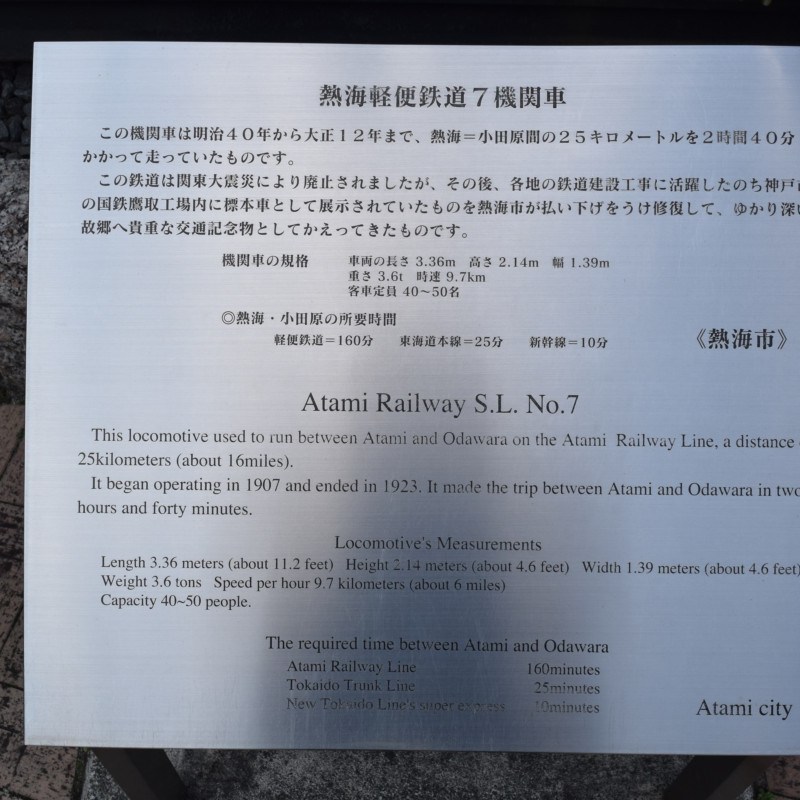 熱海軽便鉄道７機関車
この機関車は明治４０年から大正１２年まで、熱海＝小田原間の２５キロメートルを２時間４０分
かかって走っていたものです。
この鉄道は関東大震災により廃止されましたが、その後、各地の鉄道建設工事に活躍したのち神戸市
の国鉄鷹取工場内に標本車として展示されていたものを熱海市が払い下げをうけ修復して、ゆかり深い
故郷へ貴重な交通記念物としてかえってきたものです。
機関車の規格 車両の長さ 3.36m 高さ 2.14m 幅 1.39m
重さ 3.6t 時速 9.7km
客車定員 40～50名
◎熱海・小田原の所要時間
軽便鉄道＝160分 東海道本線＝25分 新幹線＝10分
《熱海市》
Atami Railway S.L. No.7
This locomotive used to run between Atami and Odawara on the Atami Railway Line, a distance
25kilometers (about 16miles).
It began operating in 1907 and ended in 1923. It made the trip between Atami and Odawara in two
hours and forty minutes.
Locomotive's Measurements
Length 3.36 meters (about 11.2 feet) Height 2.14 meters (about 4.6 feet) Width 1.39 meters (about 4.6 feet)
Weight 3.6 tons Speed per hour 9.7 kilometers (about 6 miles)
Capacity 40~50 people.
The required time between Atami and Odawara
Atami Railway Line 160minutes
Tokaido Trunk Line 25minutes
New Tokaido Line's super express 10minutes
Atami city